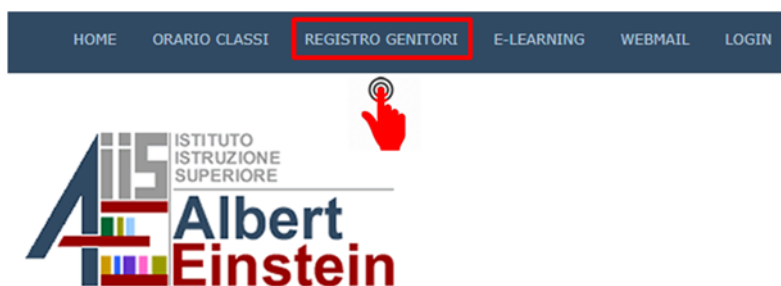 HOME ORARIO CLASSI REGISTRO GENITORI E-LEARNING WEBMAIL LOGIN
iis
ISTITUTO
ISTRUZIONE
SUPERIORE
Albert
Einstein